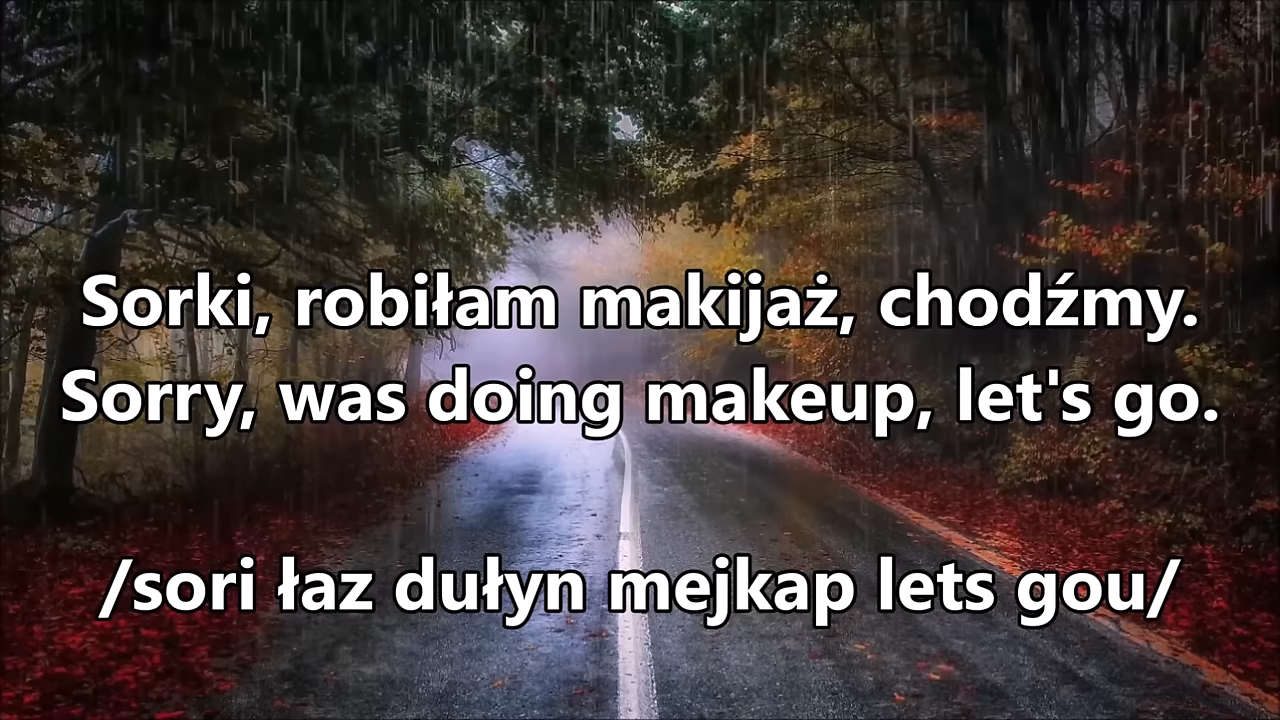 Sorki, robiłam makijaż, chodźmy.
Sorry, was doing makeup, let's go.
/sori łaz dułyn mejkap lets gou/